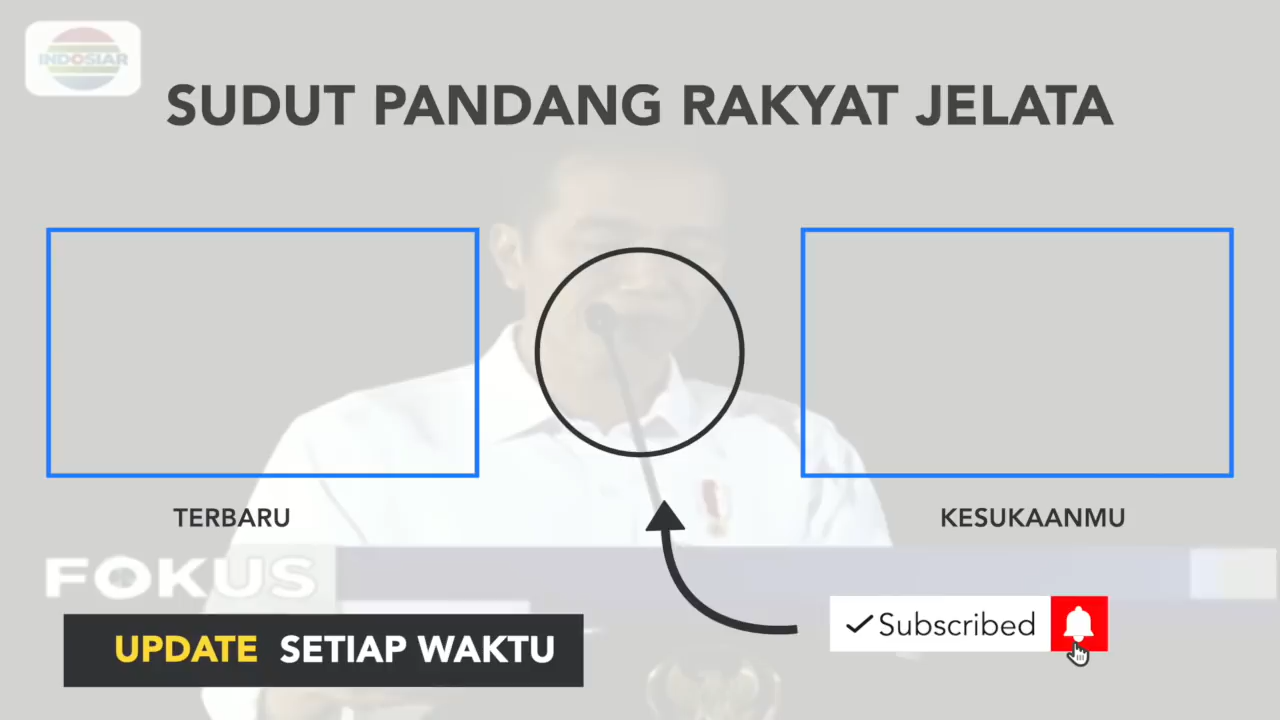 INDOSIAR
SUDUT PANDANG RAKYAT JELATA
TERBARU
KESUKAANMU
FOKUS
UPDATE SETIAP WAKTU
Subscribed